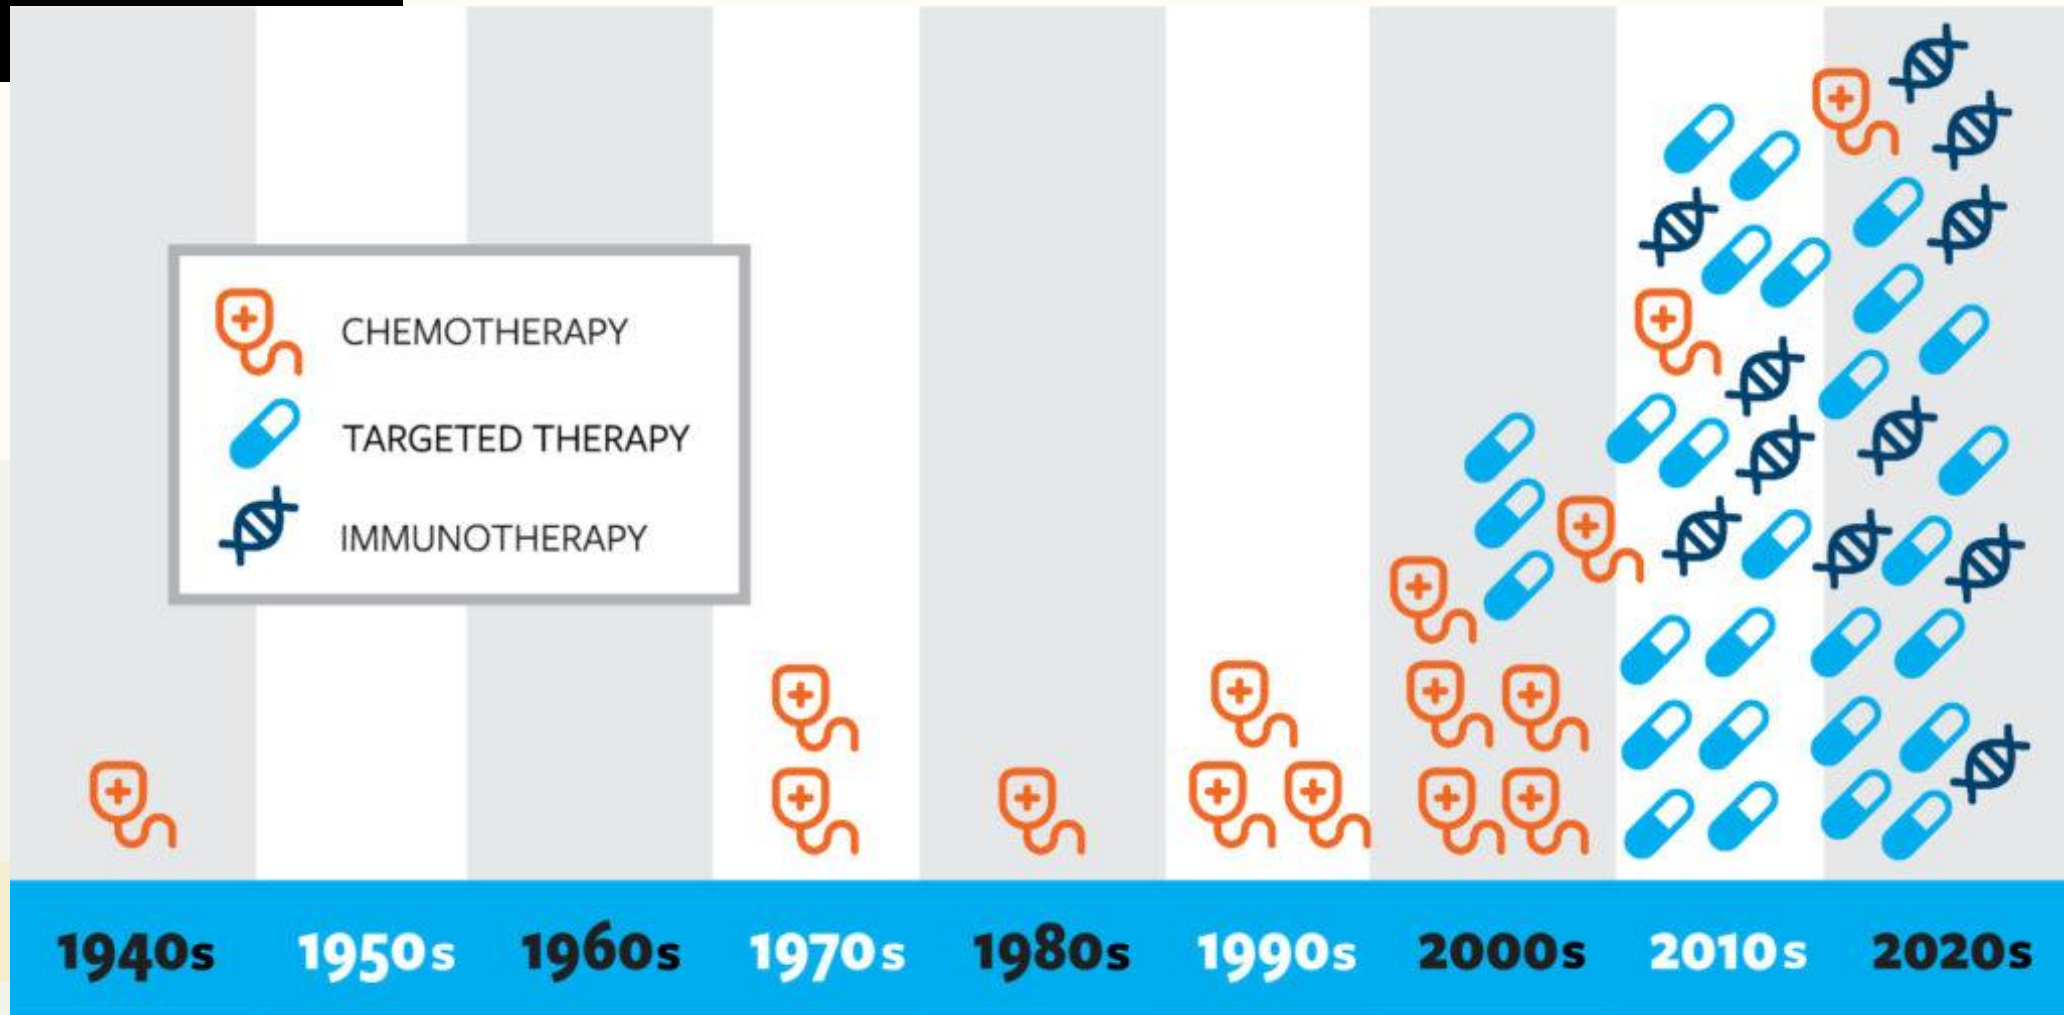 CHEMOTHERAPY
TARGETED THERAPY
IMMUNOTHERAPY
1940s 1950s 1960s 1970s 1980s 1990s 2000s 2010s 2020s